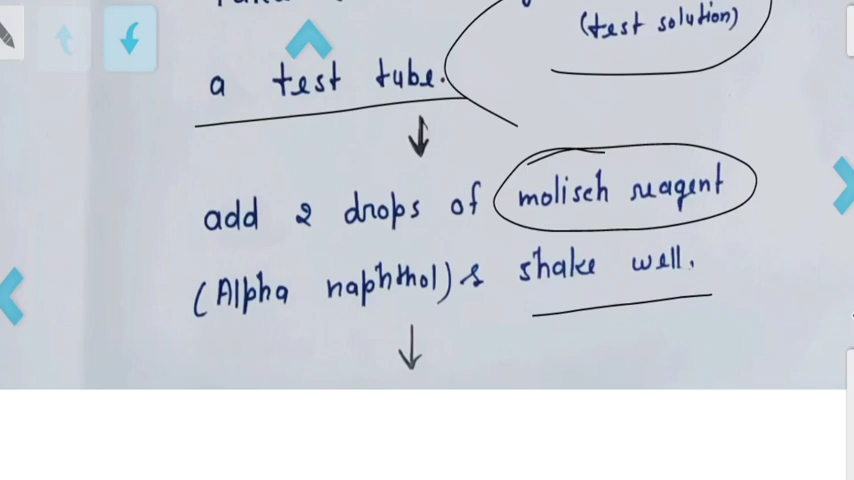 (test solution)
a test tube.
add 2 drops of molisch reagent
(Alpha naphthol) & shake well.